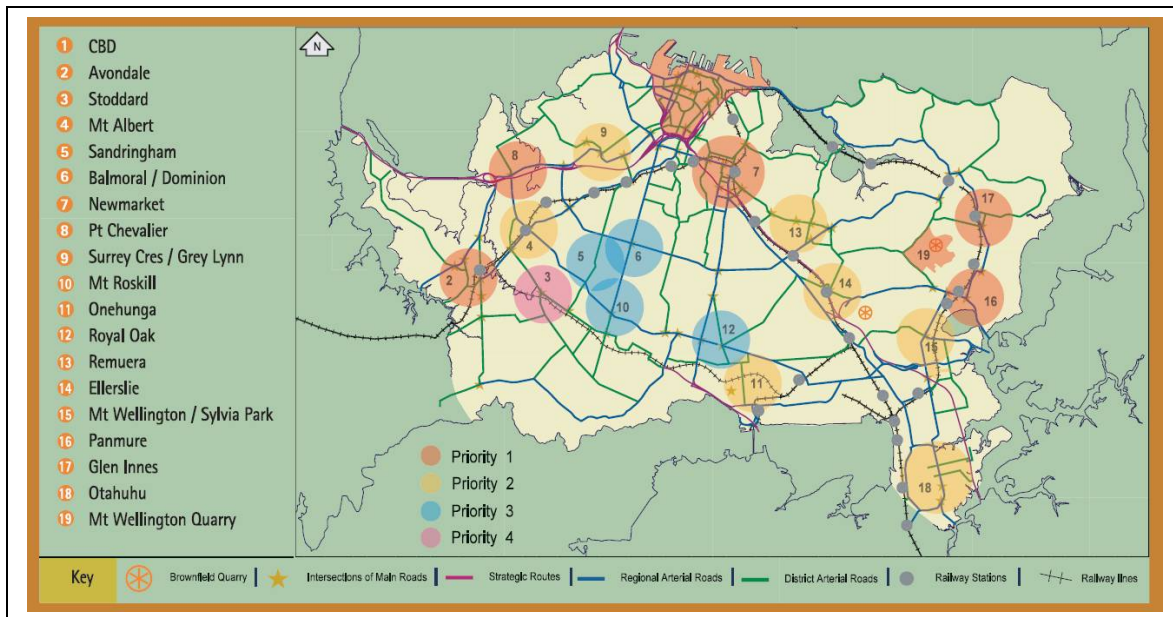 1 CBD
2 Avondale
3 Stoddard
4 Mt Albert
5 Sandringham
6 Balmoral / Dominion
7 Newmarket
8 Pt Chevalier
9 Surrey Cres / Grey Lynn
10 Mt Roskill
11 Onehunga
12 Royal Oak
13 Remuera
14 Ellerslie
15 Mt Wellington / Sylvia Park
16 Panmure
17 Glen Innes
18 Otahuhu
19 Mt Wellington Quarry
N
1
9
8
7
17
13
4
19
5
6
2
3
14
16
10
12
15
11
18
Priority 1
Priority 2
Priority 3
Priority 4
Key Brownfield Quarry Intersections of Main Roads Strategic Routes Regional Arterial Roads District Arterial Roads Railway Stations Railway lines